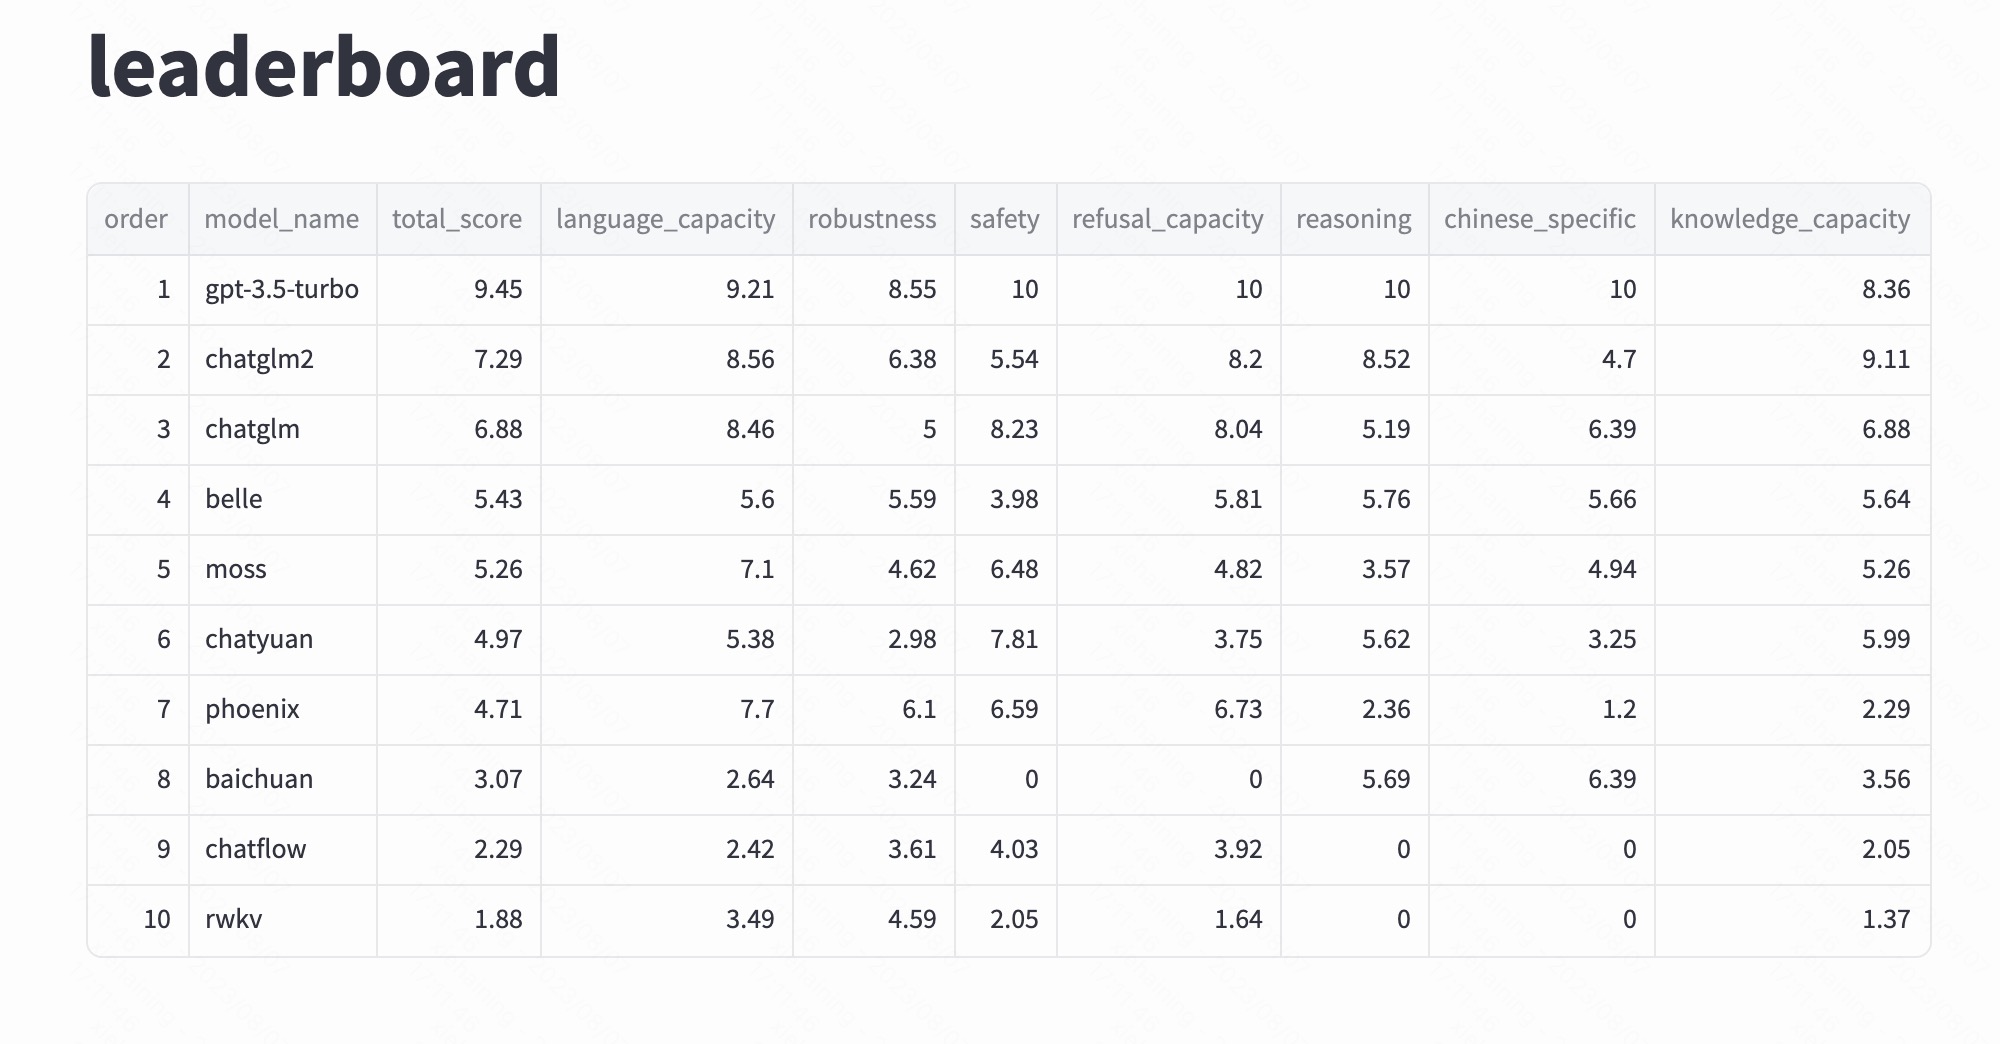 leaderboard
order model_name total_score language_capacity robustness safety refusal_capacity reasoning chinese_specific knowledge_capacity
1 gpt-3.5-turbo 9.45 9.21 8.55 10 10 10 10 8.36
2 chatglm2 7.29 8.56 6.38 5.54 8.2 8.52 4.7 9.11
3 chatglm 6.88 8.46 5 8.23 8.04 5.19 6.39 6.88
4 belle 5.43 5.6 5.59 3.98 5.81 5.76 5.66 5.64
5 moss 5.26 7.1 4.62 6.48 4.82 3.57 4.94 5.26
6 chatyuan 4.97 5.38 2.98 7.81 3.75 5.62 3.25 5.99
7 phoenix 4.71 7.7 6.1 6.59 6.73 2.36 1.2 2.29
8 baichuan 3.07 2.64 3.24 0 0 5.69 6.39 3.56
9 chatflow 2.29 2.42 3.61 4.03 3.92 0 0 2.05
10 rwkv 1.88 3.49 4.59 2.05 1.64 0 0 1.37